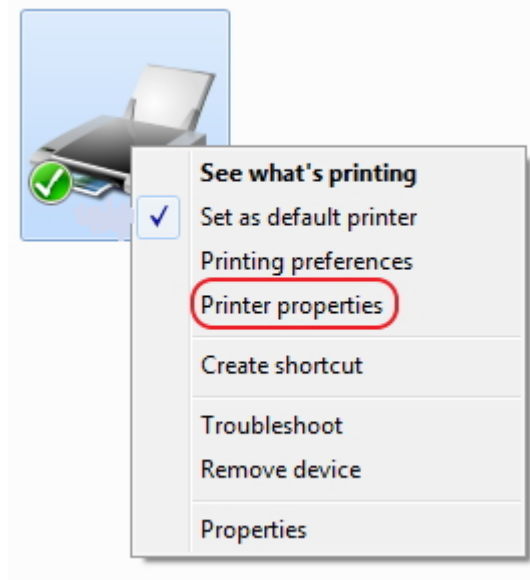 See what's printing
Set as default printer
Printing preferences
Printer properties
Create shortcut
Troubleshoot
Remove device
Properties